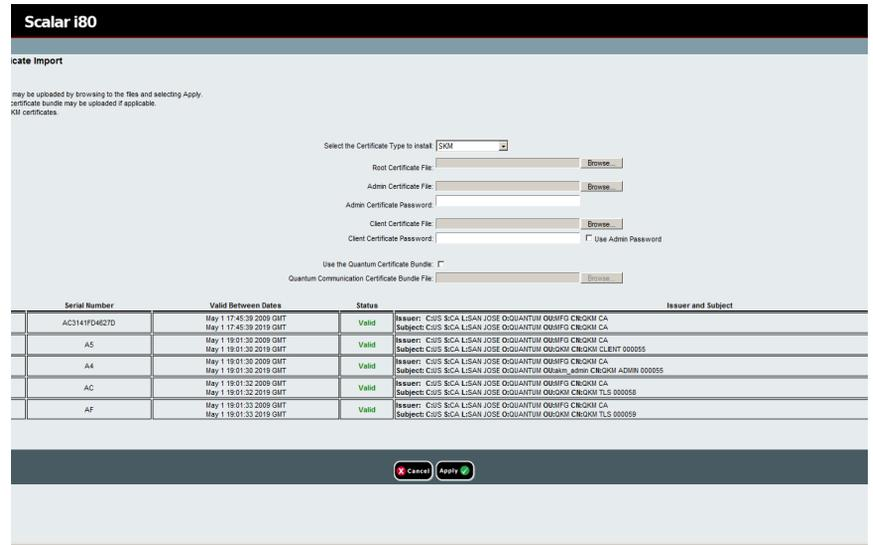 Scalar i80
icate Import
may be uploaded by browsing to the files and selecting Apply.
certificate bundle may be uploaded if applicable.
KM certificates.
Select the Certificate Type to install: SKM
Root Certificate File: Browse...
Admin Certificate File: Browse...
Admin Certificate Password:
Client Certificate File: Browse...
Client Certificate Password: Use Admin Password
Use the Quantum Certificate Bundle:
Quantum Communication Certificate Bundle File: Browse...
Serial Number Valid Between Dates Status Issuer and Subject
AC3141FD4627D May 1 17:45:39 2009 GMT Valid Issuer: C:US S:CA L:SAN JOSE O:QUANTUM OU:MFG CN:QKM CA
May 1 17:45:39 2019 GMT Subject: C:US S:CA L:SAN JOSE O:QUANTUM OU:MFG CN:QKM CA
A5 May 1 19:01:30 2009 GMT Valid Issuer: C:US S:CA L:SAN JOSE O:QUANTUM OU:MFG CN:QKM CA
May 1 19:01:30 2019 GMT Subject: C:US S:CA L:SAN JOSE O:QUANTUM OU:QKM CN:QKM CLIENT 000055
A4 May 1 19:01:30 2009 GMT Valid Issuer: C:US S:CA L:SAN JOSE O:QUANTUM OU:MFG CN:QKM CA
May 1 19:01:30 2019 GMT Subject: C:US S:CA L:SAN JOSE O:QUANTUM OU:akm_admin CN:QKM ADMIN 000055
AC May 1 19:01:32 2009 GMT Valid Issuer: C:US S:CA L:SAN JOSE O:QUANTUM OU:MFG CN:QKM CA
May 1 19:01:32 2019 GMT Subject: C:US S:CA L:SAN JOSE O:QUANTUM OU:QKM CN:QKM TLS 000058
AF May 1 19:01:33 2009 GMT Valid Issuer: C:US S:CA L:SAN JOSE O:QUANTUM OU:MFG CN:QKM CA
May 1 19:01:33 2019 GMT Subject: C:US S:CA L:SAN JOSE O:QUANTUM OU:QKM CN:QKM TLS 000059
Cancel Apply